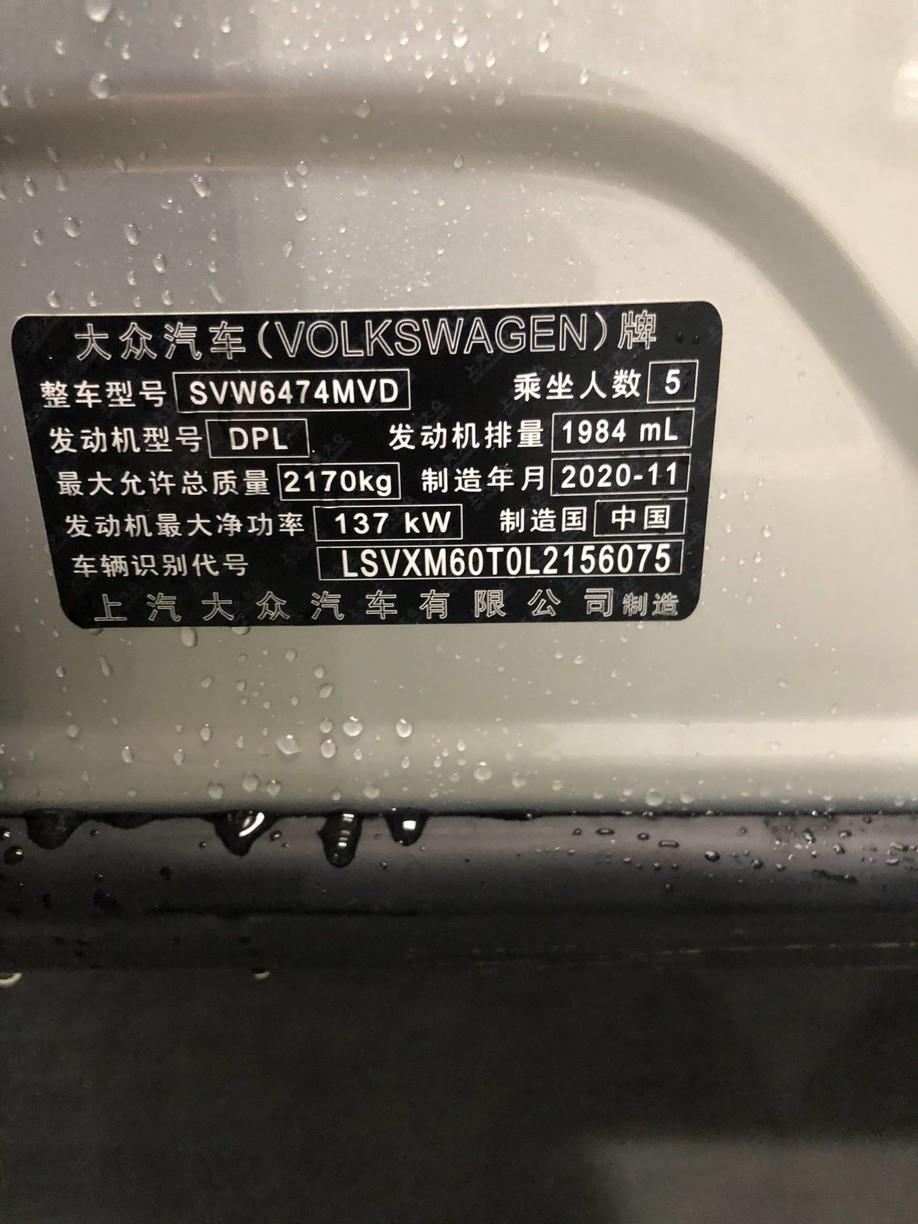 大众汽车(VOLKSWAGEN)牌
整车型号 SVW6474MVD 乘坐人数 5
发动机型号 DPL 发动机排量 1984 mL
最大允许总质量 2170kg 制造年月 2020-11
发动机最大净功率 137 kW 制造国 中国
车辆识别代号 LSVXM60T0L2156075
上汽大众汽车有限公司制造